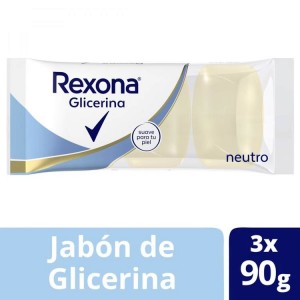 Rexona
Glicerina
suave para tu
piel
neutro
Jabón de
Glicerina
3x
90g